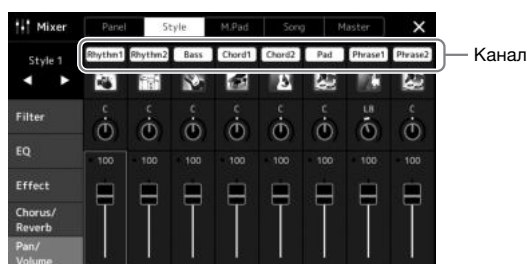 Mixer Panel Style M.Pad Song Master ×
Style 1
Rhythm1 Rhythm2 Bass Chord1 Chord2 Pad Phrase1 Phrase2
Канал
C C C C C C L8 C
Filter
100 100 100 100 100 100 100 100
EQ
Effect
Chorus/
Reverb
Pan/
Volume